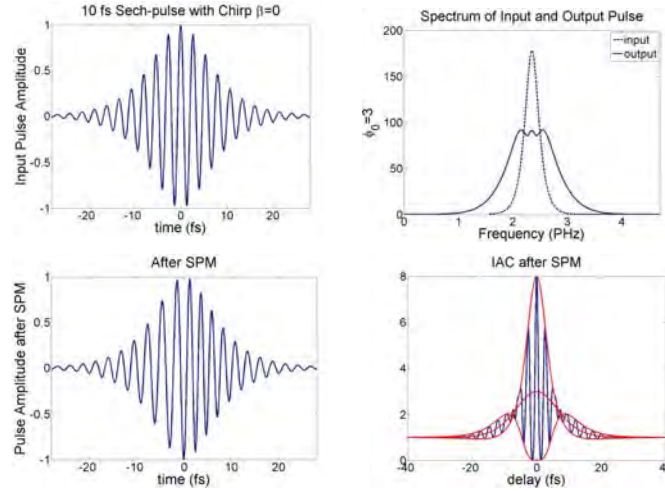 10 fs Sech-pulse with Chirp β=0
Input Pulse Amplitude
1
0.5
0
-0.5
-1
-20 -10 0 10 20
time (fs)
Spectrum of Input and Output Pulse
ϕ0=3
200
150
100
50
0
input
output
0 1 2 3 4
Frequency (PHz)
After SPM
Pulse Amplitude after SPM
1
0.5
0
-0.5
-1
-20 -10 0 10 20
time (fs)
IAC after SPM
8
6
4
2
0
-40 -20 0 20 40
delay (fs)